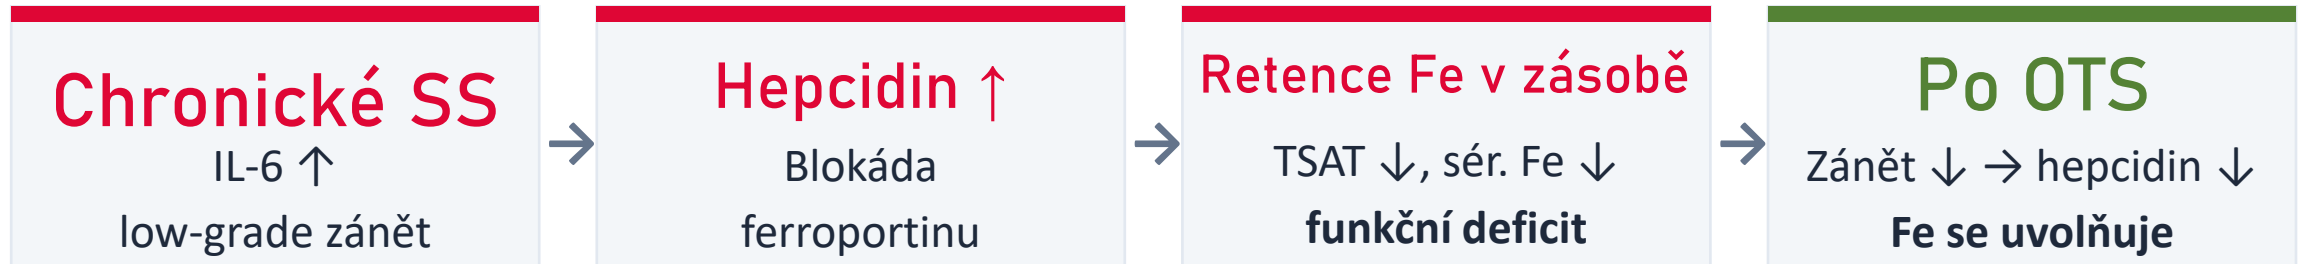 Chronické SS
IL-6 ↑
low-grade zánět
→
Hepcidin ↑
Blokáda
ferroportinu
→
Retence Fe v zásobě
TSAT ↓, sér. Fe ↓
funkční deficit
→
Po OTS
Zánět ↓ → hepcidin ↓
Fe se uvolňuje